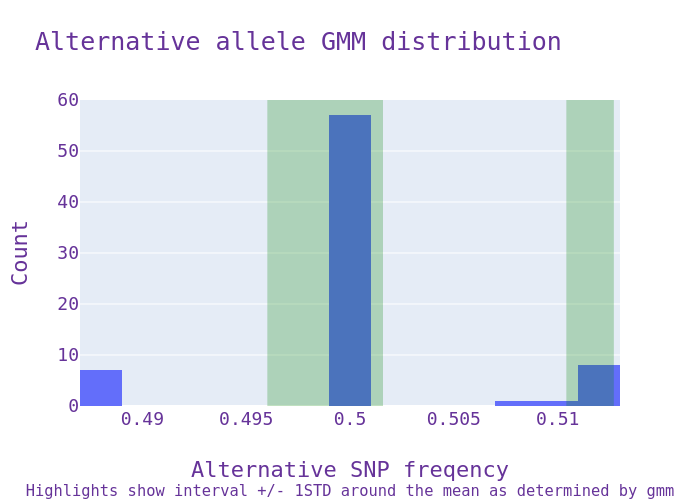 Alternative allele GMM distribution
60
50
40
30
20
10
0
Count
0.49 0.495 0.5 0.505 0.51
Alternative SNP freqency
Highlights show interval +/- 1STD around the mean as determined by gmm